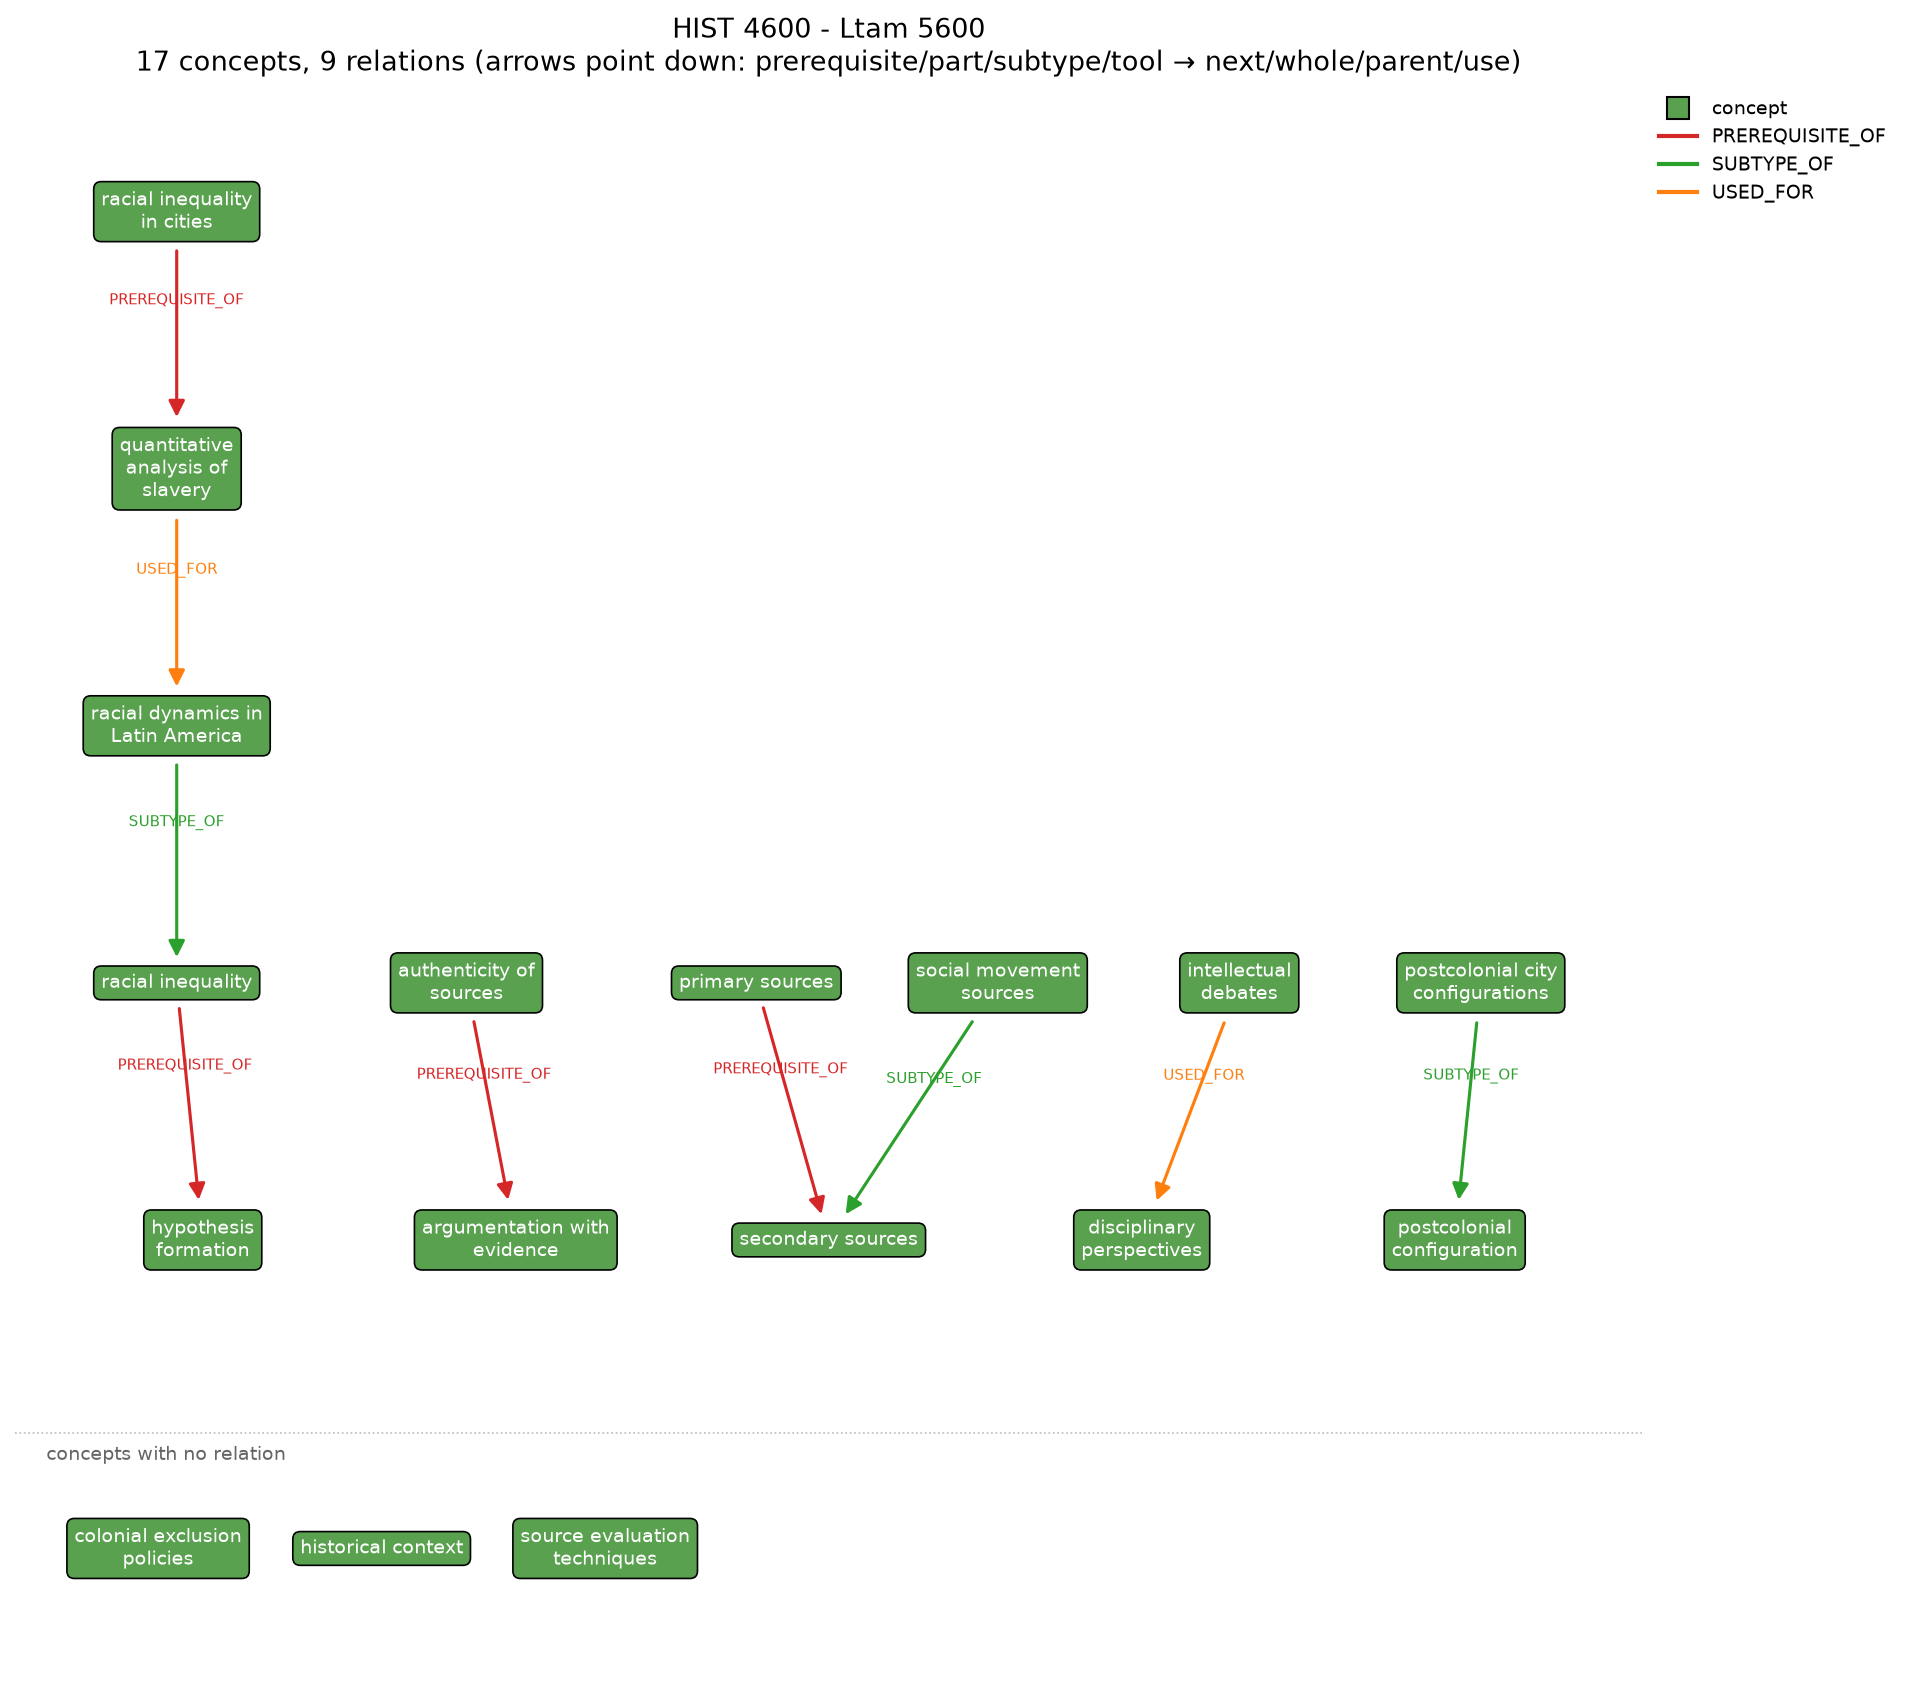 HIST 4600 - Ltam 5600
17 concepts, 9 relations (arrows point down: prerequisite/part/subtype/tool → next/whole/parent/use)
concept
PREREQUISITE_OF
SUBTYPE_OF
USED_FOR
racial inequality
in cities
PREREQUISITE_OF
quantitative
analysis of
slavery
USED_FOR
racial dynamics in
Latin America
SUBTYPE_OF
racial inequality
authenticity of
sources
primary sources
social movement
sources
intellectual
debates
postcolonial city
configurations
PREREQUISITE_OF
PREREQUISITE_OF
PREREQUISITE_OF
SUBTYPE_OF
USED_FOR
SUBTYPE_OF
hypothesis
formation
argumentation with
evidence
secondary sources
disciplinary
perspectives
postcolonial
configuration
concepts with no relation
colonial exclusion
policies
historical context
source evaluation
techniques